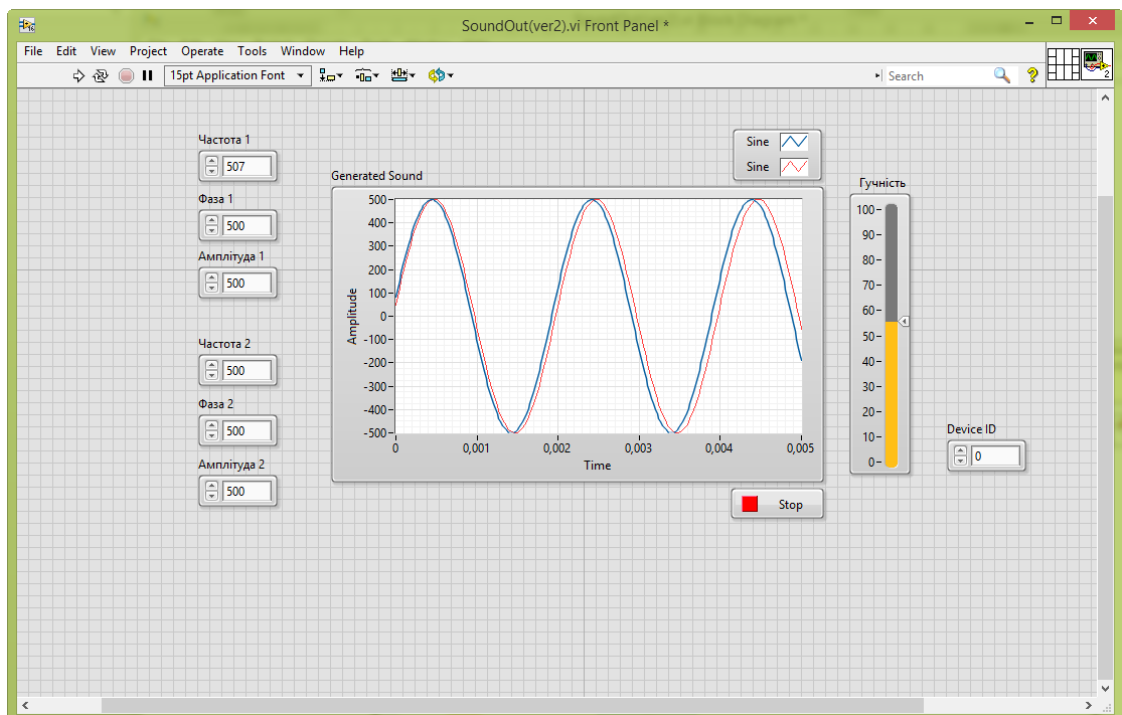 SoundOut(ver2).vi Front Panel *
File Edit View Project Operate Tools Window Help
15pt Application Font
Search
2
Частота 1
507
Фаза 1
500
Амплітуда 1
500
Частота 2
500
Фаза 2
500
Амплітуда 2
500
Sine
Sine
Generated Sound
Amplitude
500
400
300
200
100
0
-100
-200
-300
-400
-500
0 0,001 0,002 0,003 0,004 0,005
Time
Stop
Гучність
100
90
80
70
60
50
40
30
20
10
0
Device ID
0